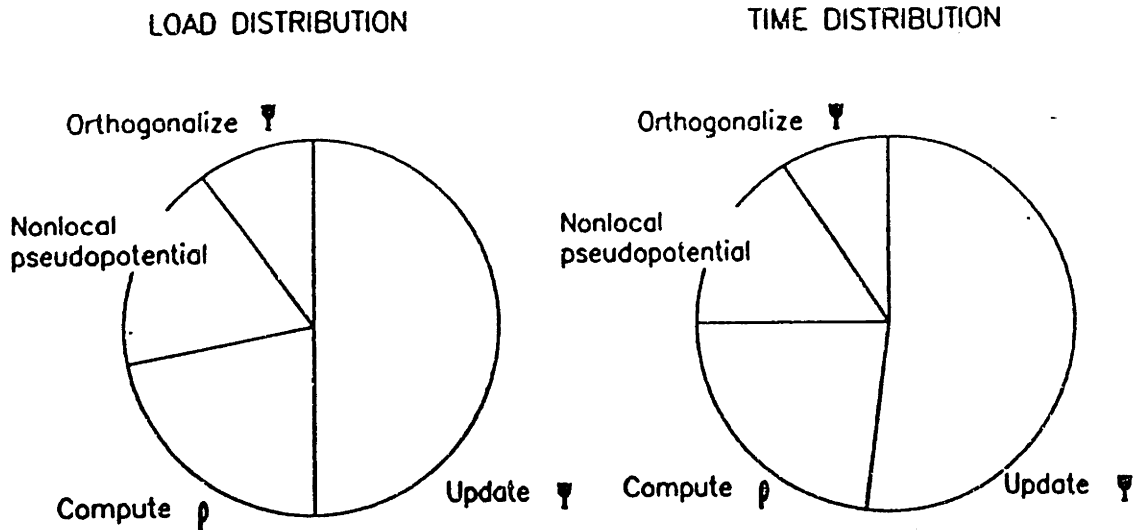 LOAD DISTRIBUTION
Orthogonalize Ψ
Nonlocal
pseudopotential
Compute ρ
Update Ψ
TIME DISTRIBUTION
Orthogonalize Ψ
Nonlocal
pseudopotential
Compute ρ
Update Ψ